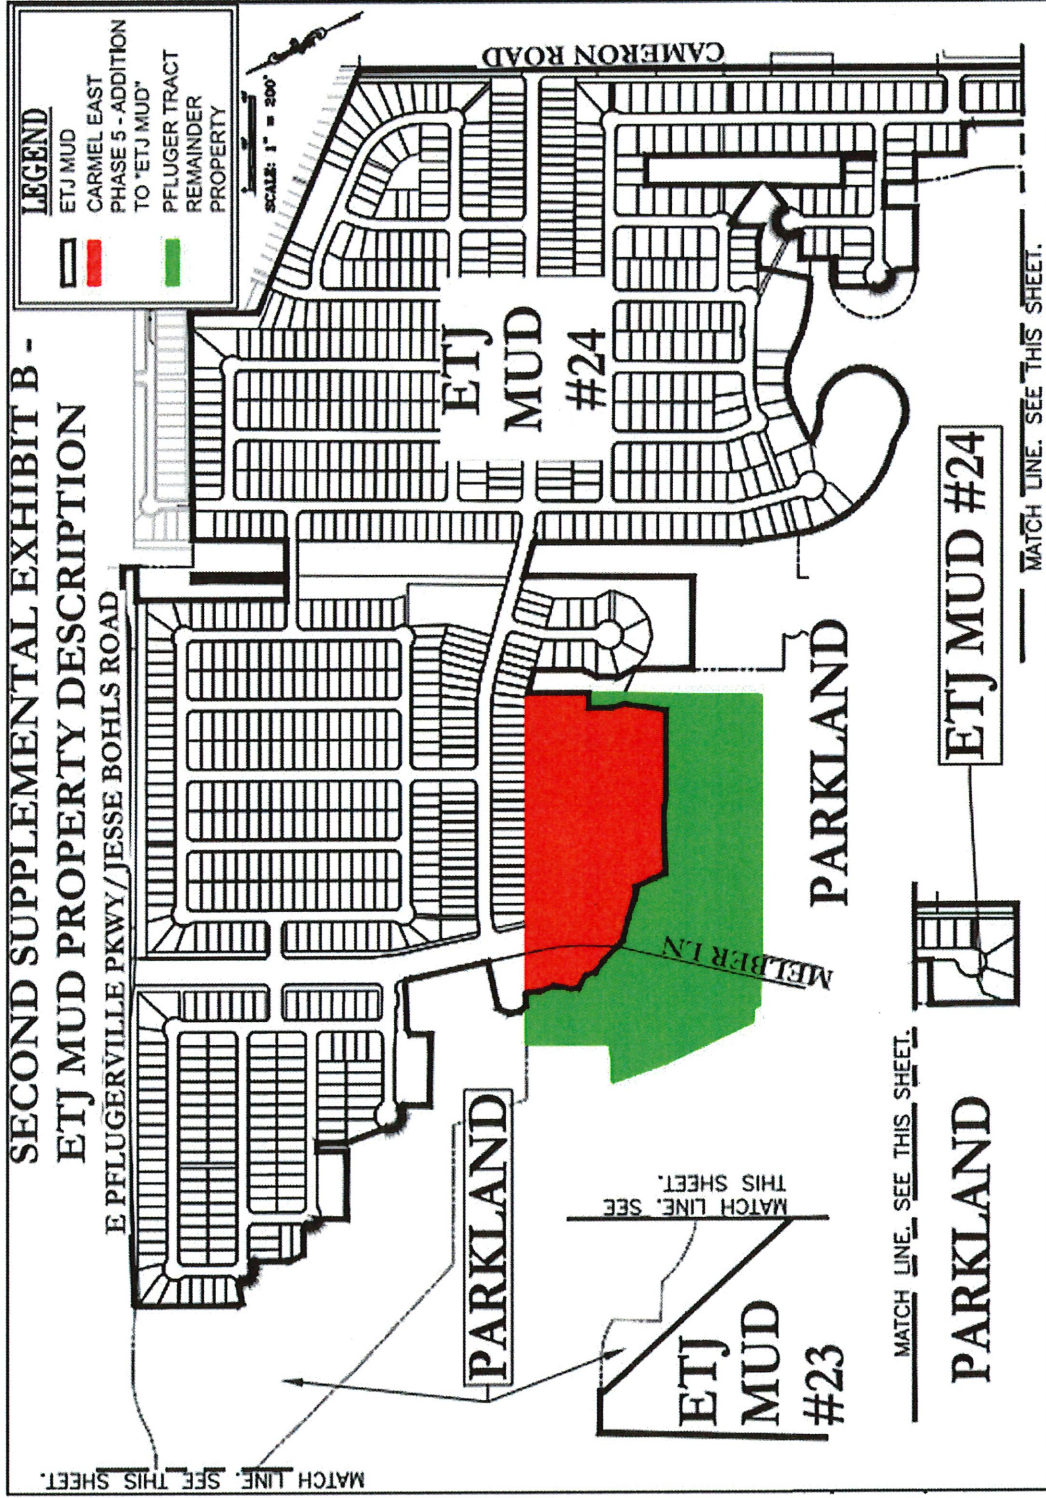 SECOND SUPPLEMENTAL EXHIBIT B -
ETJ MUD PROPERTY DESCRIPTION
E PFLUGERVILLE PKWY/JESSE BOHLS ROAD
LEGEND
ETJ MUD
CARMEL EAST
PHASE 5 - ADDITION
TO "ETJ MUD"
PFLUGER TRACT
REMAINDER
PROPERTY
SCALE: 1" = 200'
CAMERON ROAD
ETJ
MUD
#24
MELBER LN
PARKLAND
PARKLAND
MATCH LINE. SEE THIS SHEET.
MATCH LINE. SEE
THIS SHEET.
ETJ
MUD
#23
MATCH LINE. SEE THIS SHEET.
PARKLAND
ETJ MUD #24
MATCH LINE. SEE THIS SHEET.